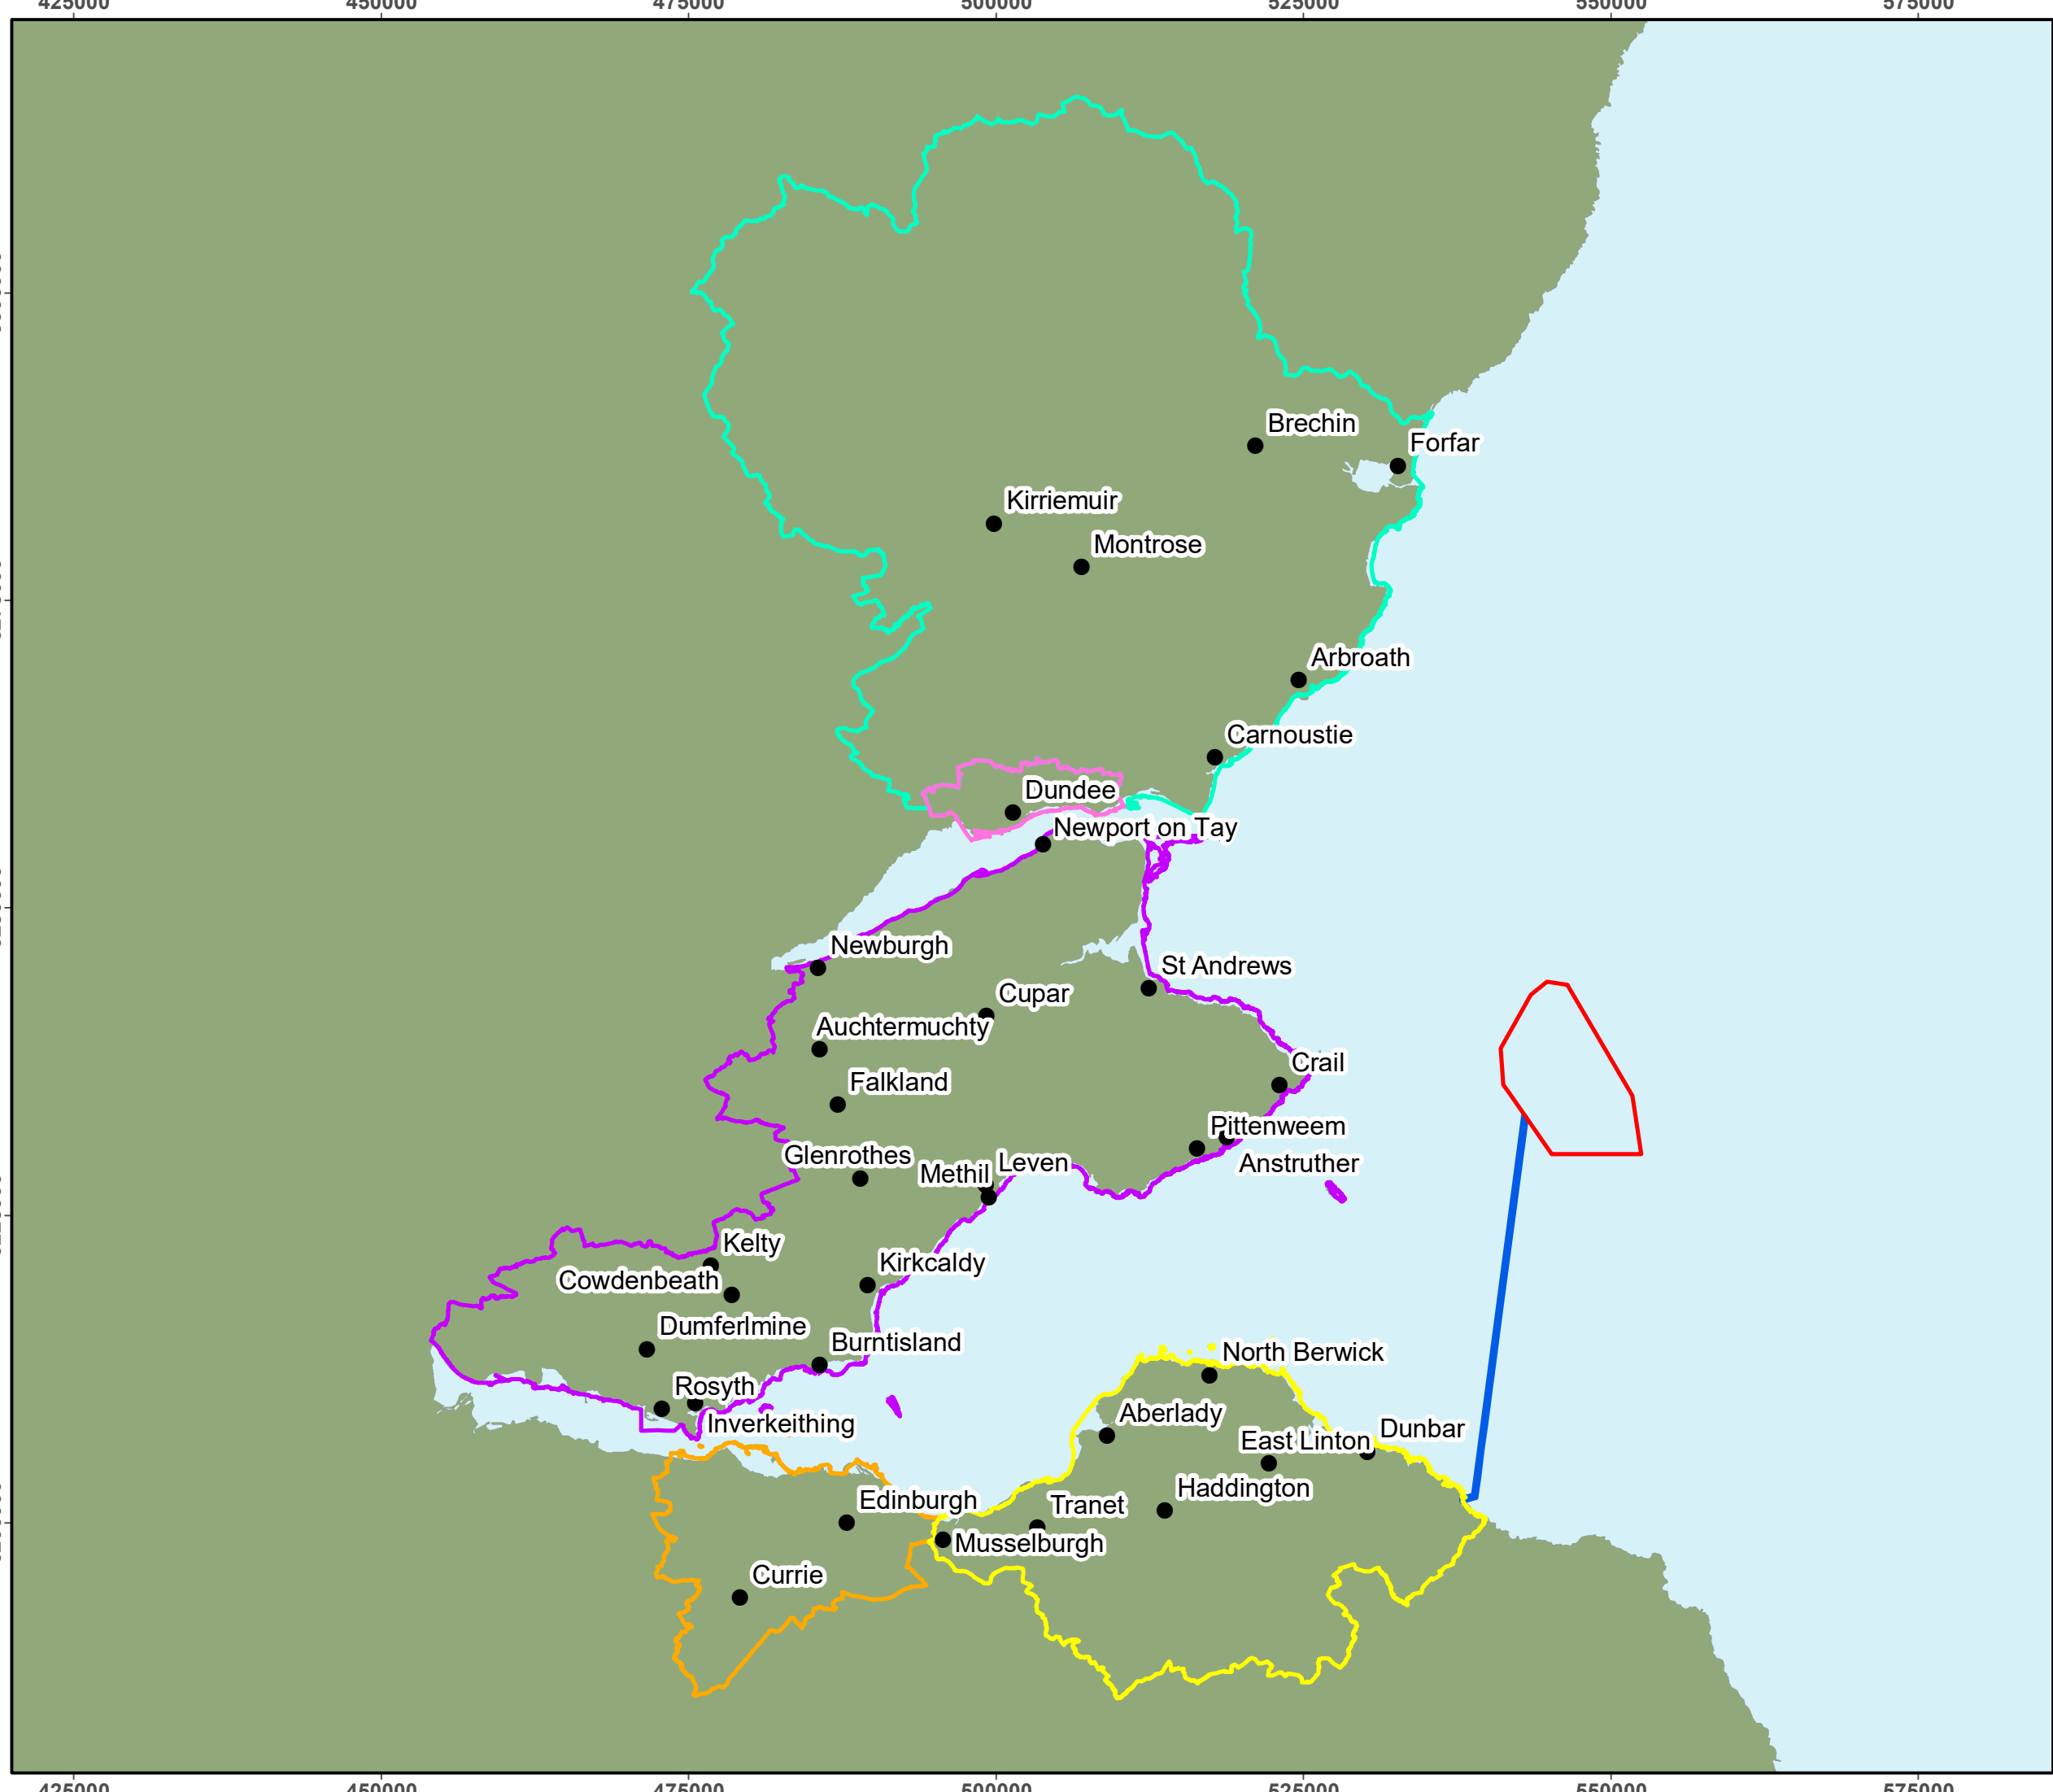 425000 450000 475000 500000 525000 550000 575000
Brechin
Forfar
Kirriemuir
Montrose
Arbroath
Carnoustie
Dundee
Newport on Tay
Newburgh
St Andrews
Cupar
Auchtermuchty
Crail
Falkland
Pittenweem
Glenrothes
Leven
Methil
Anstruther
Kelty
Kirkcaldy
Cowdenbeath
Dumferlmine
Burntisland
North Berwick
Rosyth
Aberlady
Inverkeithing
Dunbar
East Linton
Haddington
Edinburgh
Tranet
Musselburgh
Currie
425000 450000 475000 500000 525000 550000 575000